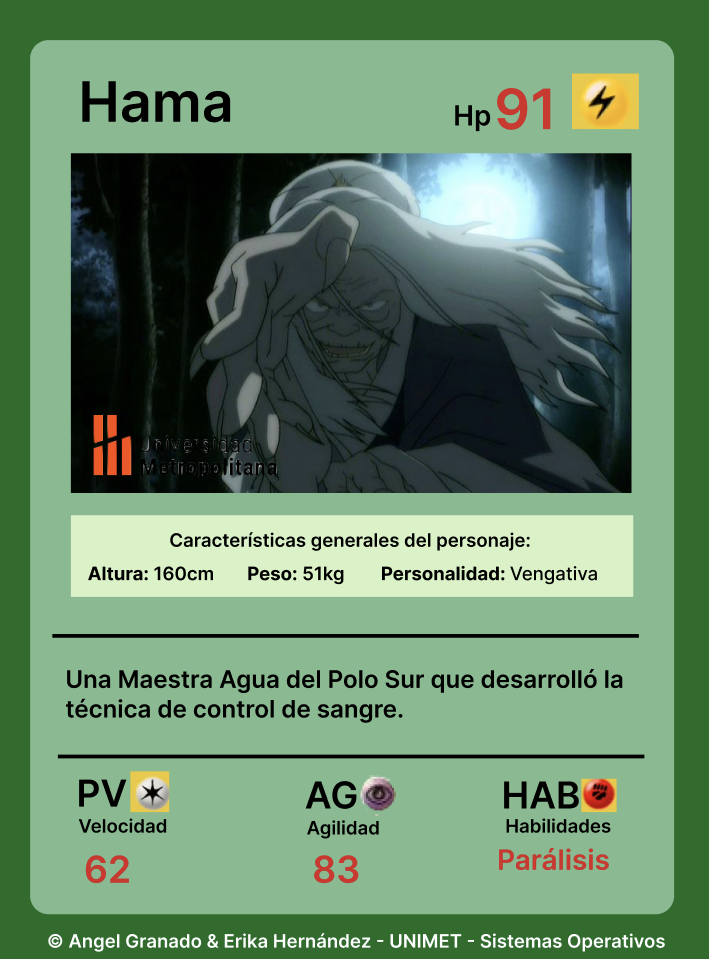 Hama
Hp 91
Universidad
Metropolitana
Características generales del personaje:
Altura: 160cm Peso: 51kg Personalidad: Vengativa
Una Maestra Agua del Polo Sur que desarrolló la
técnica de control de sangre.
PV AG HAB
Velocidad Agilidad Habilidades
62 83 Parálisis
© Angel Granado & Erika Hernández - UNIMET - Sistemas Operativos